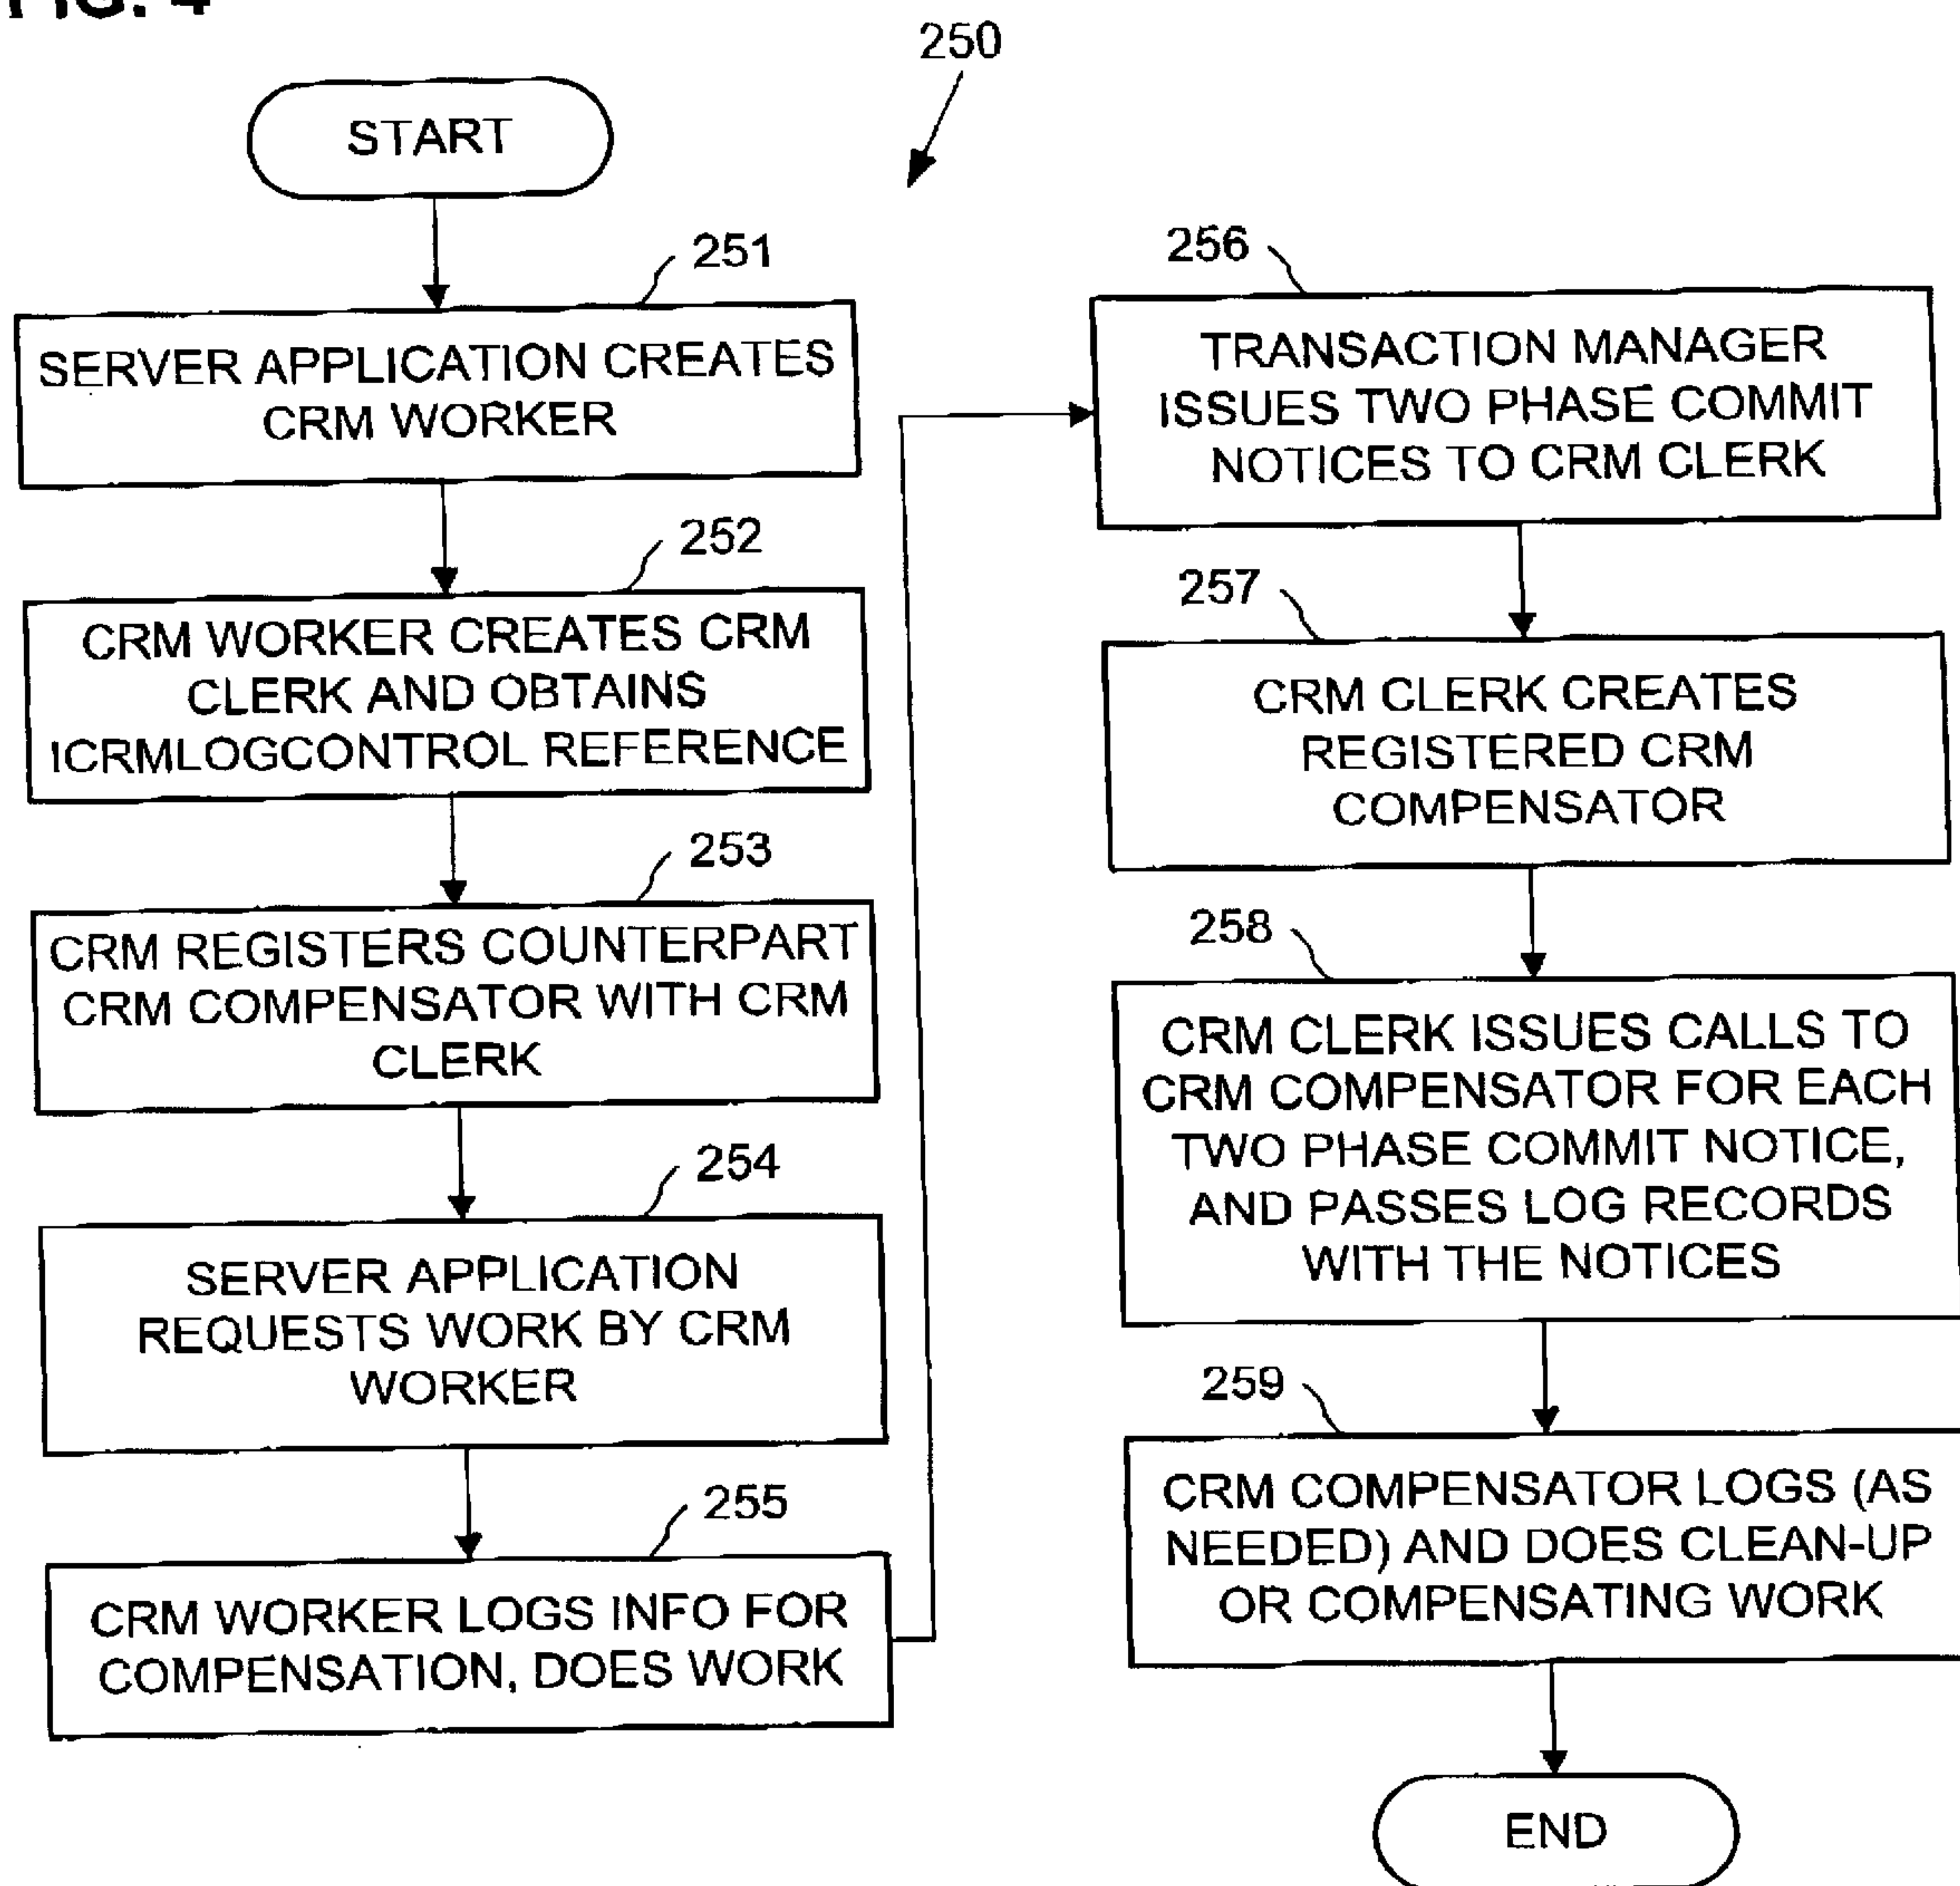 FIG. 4
250
START
251
SERVER APPLICATION CREATES
CRM WORKER
252
CRM WORKER CREATES CRM
CLERK AND OBTAINS
ICRMLOGCONTROL REFERENCE
253
CRM REGISTERS COUNTERPART
CRM COMPENSATOR WITH CRM
CLERK
254
SERVER APPLICATION
REQUESTS WORK BY CRM
WORKER
255
CRM WORKER LOGS INFO FOR
COMPENSATION, DOES WORK
256
TRANSACTION MANAGER
ISSUES TWO PHASE COMMIT
NOTICES TO CRM CLERK
257
CRM CLERK CREATES
REGISTERED CRM
COMPENSATOR
258
CRM CLERK ISSUES CALLS TO
CRM COMPENSATOR FOR EACH
TWO PHASE COMMIT NOTICE,
AND PASSES LOG RECORDS
WITH THE NOTICES
259
CRM COMPENSATOR LOGS (AS
NEEDED) AND DOES CLEAN-UP
OR COMPENSATING WORK
END